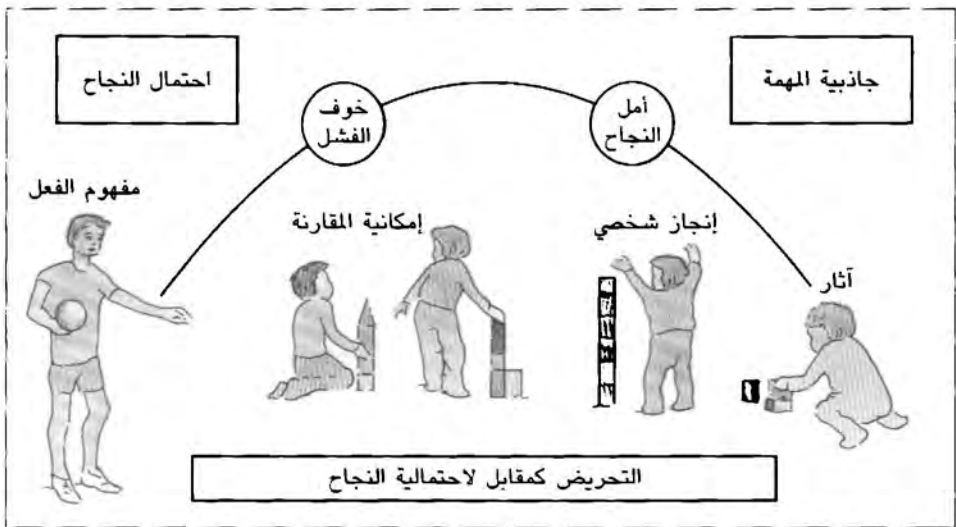 جاذبية المهمة
احتمال النجاح
أمل
النجاح
خوف
الفشل
مفهوم الفعل
إنجاز شخصي
إمكانية المقارنة
آثار
التحريض كمقابل لاحتمالية النجاح